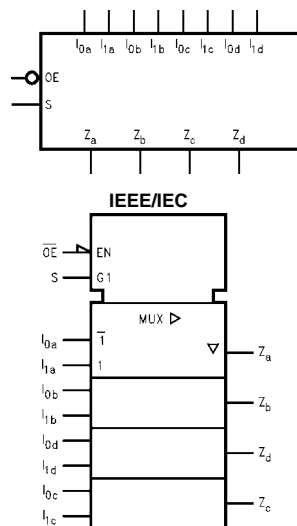 I0a I1a I0b I1b I0c I1c I0d I1d
OE
S
Za Zb Zc Zd
IEEE/IEC
O̅E̅ EN
S G1
MUX ▷
I0a 1̅
▽ Za
I1a 1
I0b
Zb
I1b
I0d
Zd
I1d
I0c
Zc
I1c